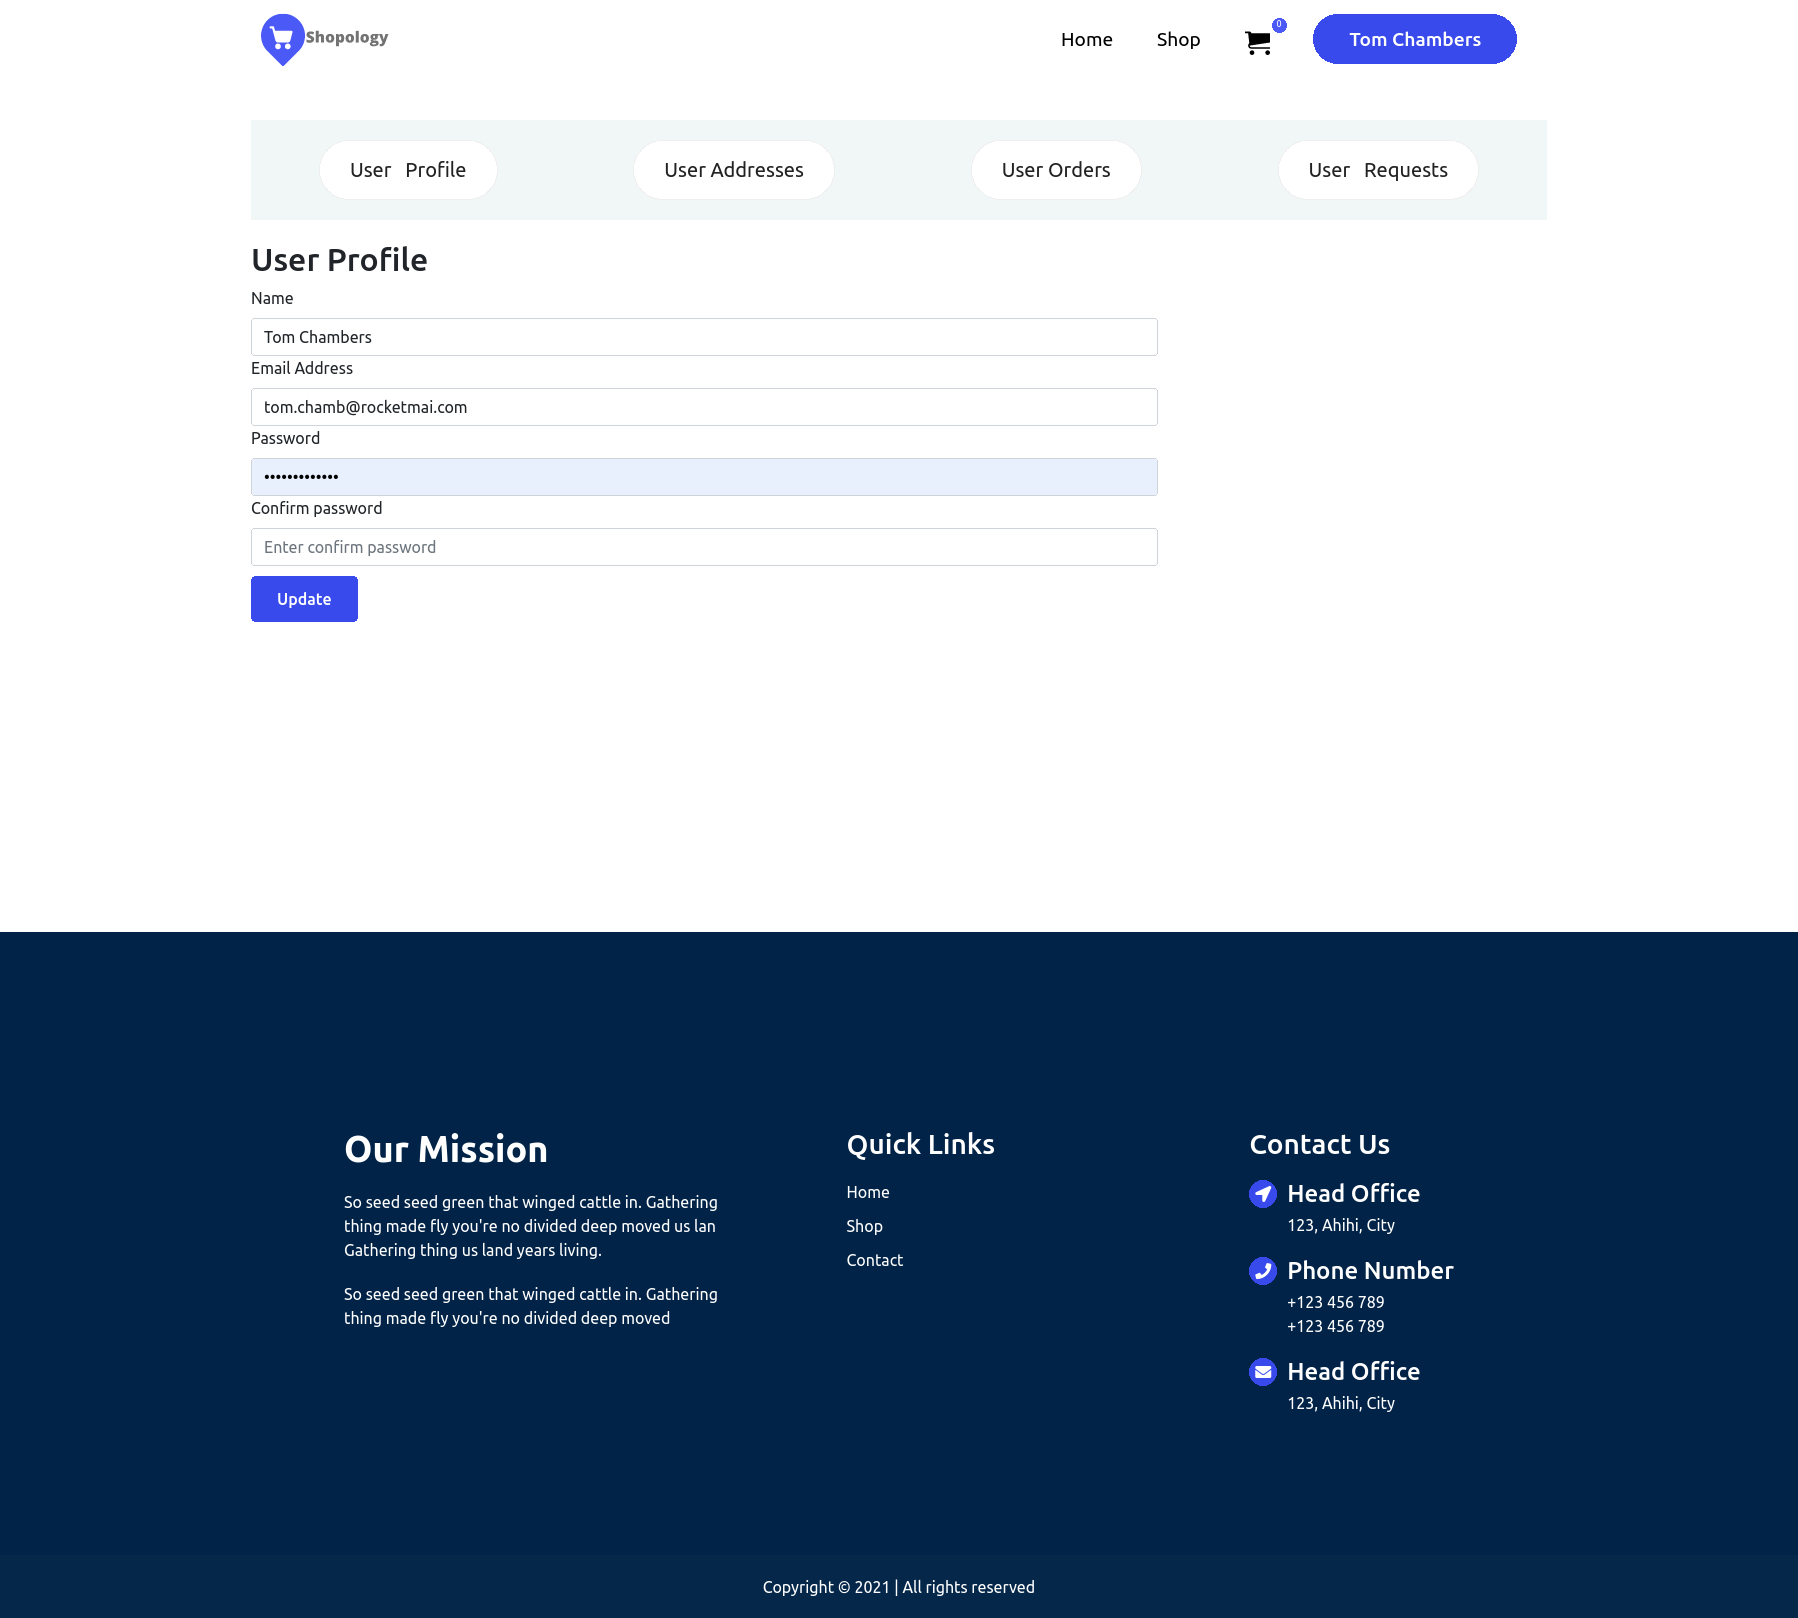 Shopology
Home
Shop
0
Tom Chambers
User Profile
User Addresses
User Orders
User Requests
User Profile
Name
Tom Chambers
Email Address
tom.chamb@rocketmai.com
Password
•••••••••••••
Confirm password
Enter confirm password
Update
Our Mission
So seed seed green that winged cattle in. Gathering
thing made fly you're no divided deep moved us lan
Gathering thing us land years living.
So seed seed green that winged cattle in. Gathering
thing made fly you're no divided deep moved
Quick Links
Home
Shop
Contact
Contact Us
Head Office
123, Ahihi, City
Phone Number
+123 456 789
+123 456 789
Head Office
123, Ahihi, City
Copyright © 2021 | All rights reserved